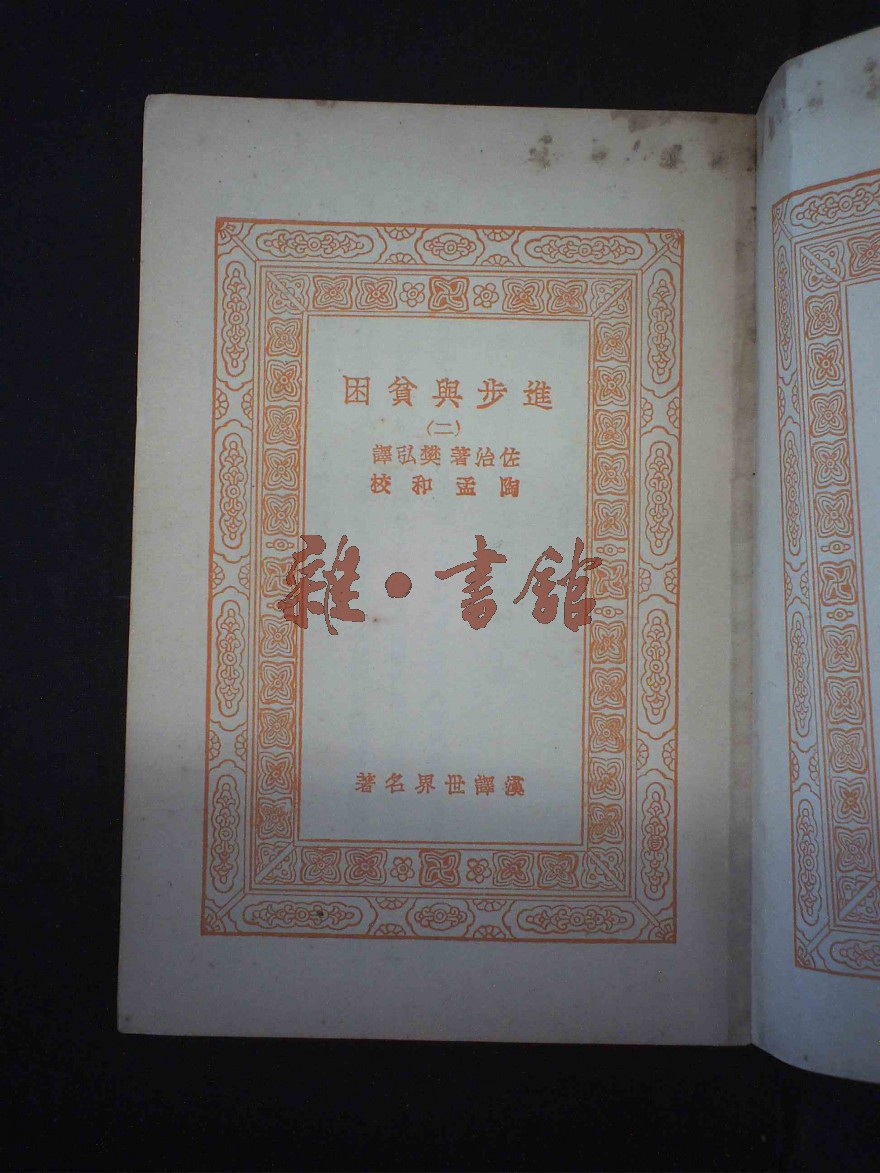 進步與貧困
(二)
佐治著樊弘譯
陶孟和校
雜·書館
漢譯世界名著